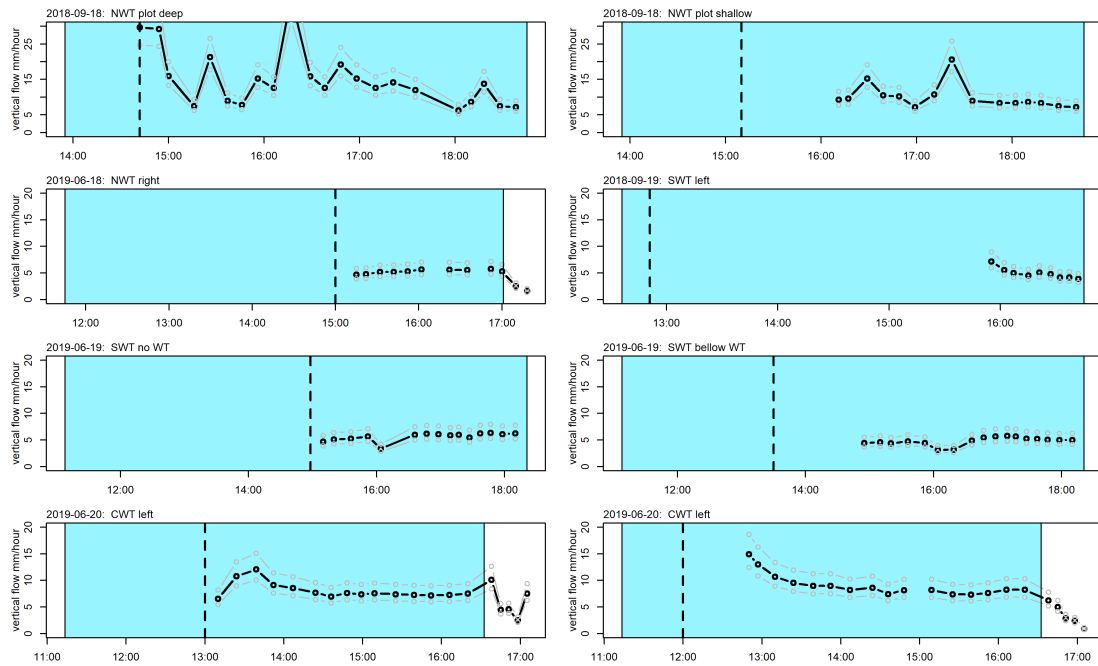 2018-09-18: NWT plot deep
vertical flow mm/hour
0 5 15 25
14:00 15:00 16:00 17:00 18:00
2018-09-18: NWT plot shallow
vertical flow mm/hour
0 5 15 25
14:00 15:00 16:00 17:00 18:00
2019-06-18: NWT right
vertical flow mm/hour
0 5 10 15 20
12:00 13:00 14:00 15:00 16:00 17:00
2018-09-19: SWT left
vertical flow mm/hour
0 5 10 15 20
13:00 14:00 15:00 16:00
2019-06-19: SWT no WT
vertical flow mm/hour
0 5 10 15 20
12:00 14:00 16:00 18:00
2019-06-19: SWT bellow WT
vertical flow mm/hour
0 5 10 15 20
12:00 14:00 16:00 18:00
2019-06-20: CWT left
vertical flow mm/hour
0 5 10 15 20
11:00 12:00 13:00 14:00 15:00 16:00 17:00
2019-06-20: CWT left
vertical flow mm/hour
0 5 10 15 20
11:00 12:00 13:00 14:00 15:00 16:00 17:00